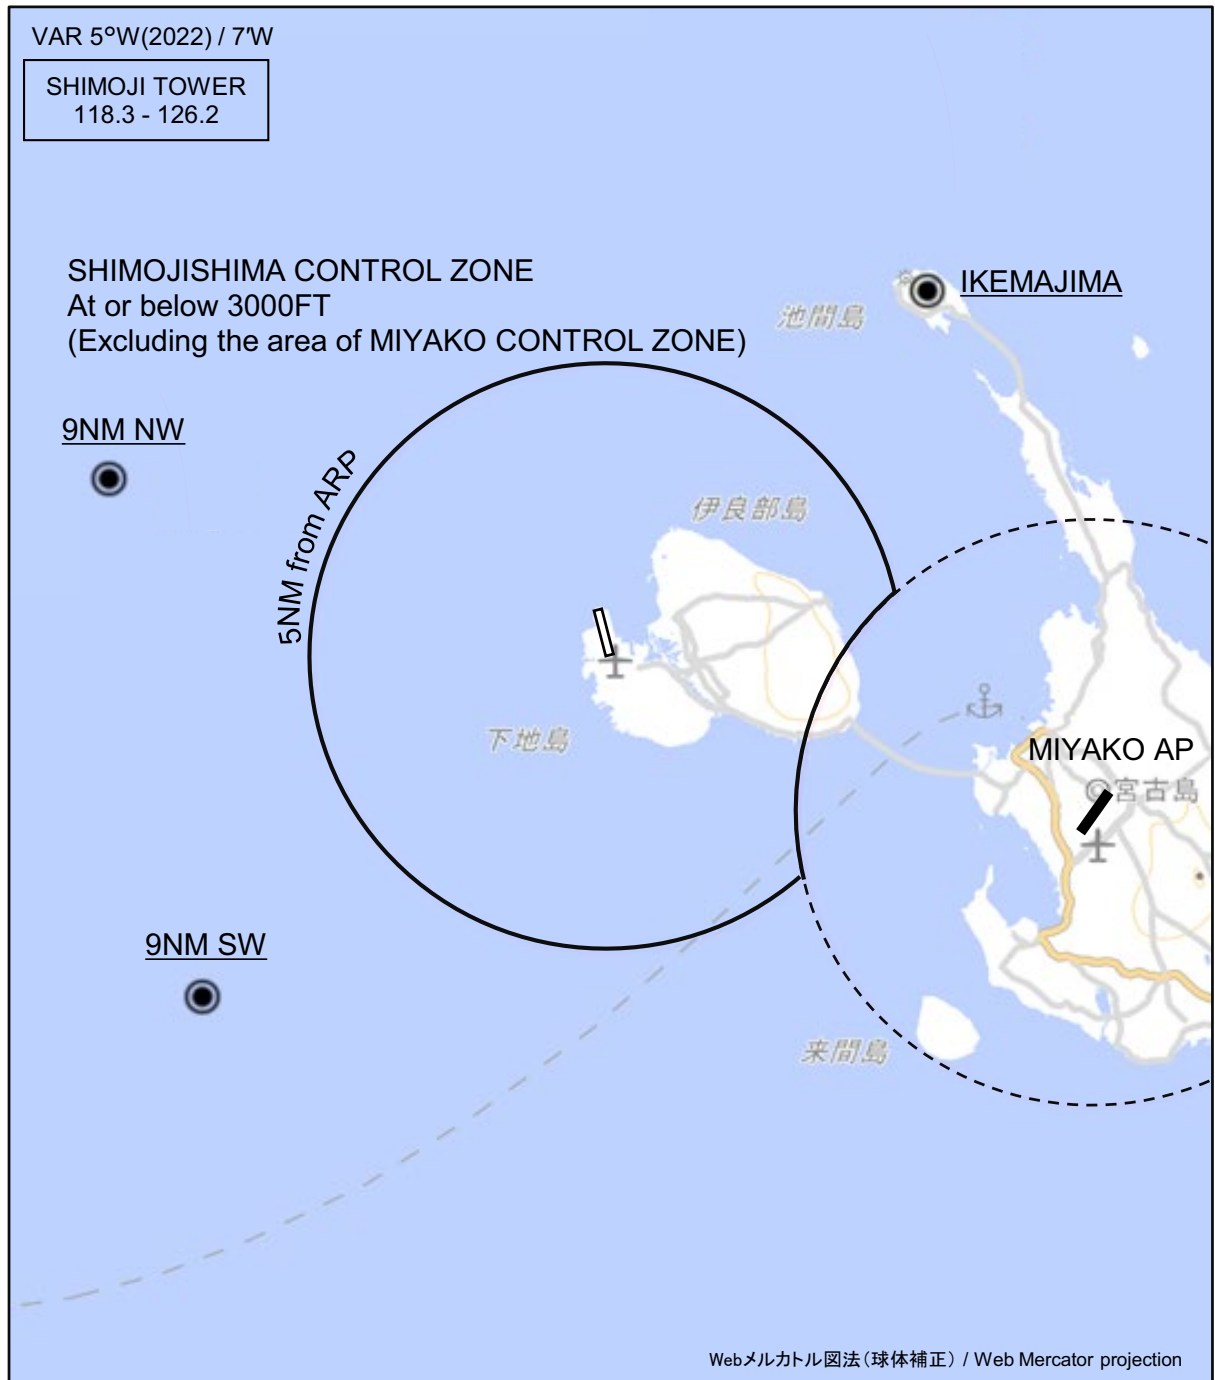 VAR 5°W(2022) / 7'W
SHIMOJI TOWER
118.3 - 126.2
SHIMOJISHIMA CONTROL ZONE
At or below 3000FT
(Excluding the area of MIYAKO CONTROL ZONE)
IKEMAJIMA
池間島
9NM NW
5NM from ARP
伊良部島
下地島
MIYAKO AP
宮古島
9NM SW
来間島
Webメルカトル図法(球体補正) / Web Mercator projection